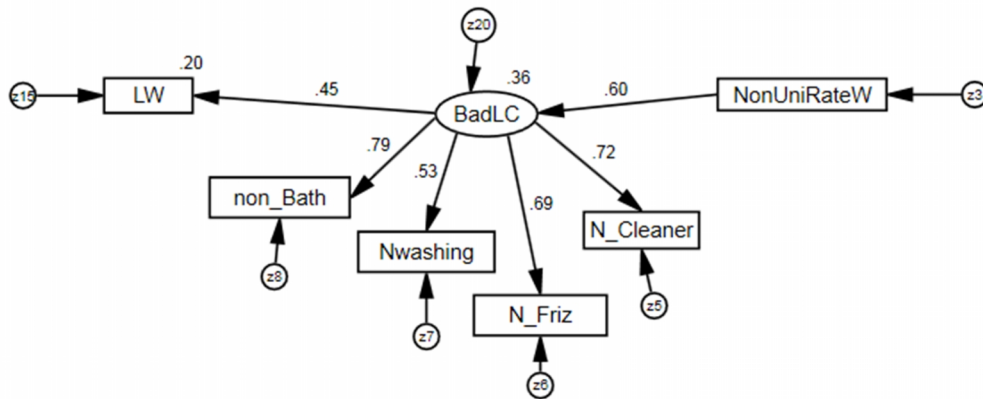 z20
.20
.36
z15
LW
.45
BadLC
.60
NonUniRateW
z3
.79
.53
.72
non_Bath
.69
Nwashing
N_Cleaner
z8
N_Friz
z5
z7
z6